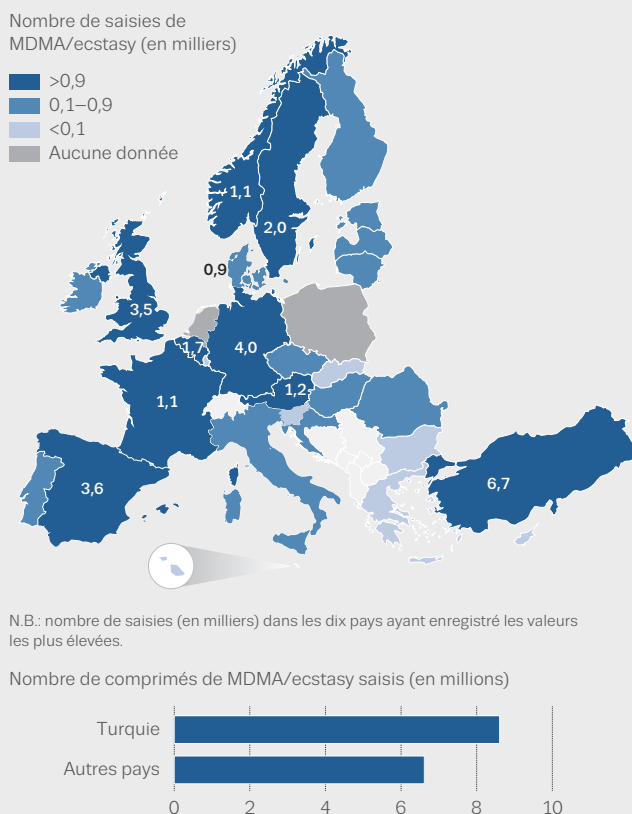 Nombre de saisies de
MDMA/ecstasy (en milliers)
>0,9
0,1–0,9
<0,1
Aucune donnée
1,1
2,0
0,9
3,5
1,7
4,0
1,2
1,1
3,6
6,7
N.B.: nombre de saisies (en milliers) dans les dix pays ayant enregistré les valeurs
les plus élevées.
Nombre de comprimés de MDMA/ecstasy saisis (en millions)
Turquie
Autres pays
0 2 4 6 8 10